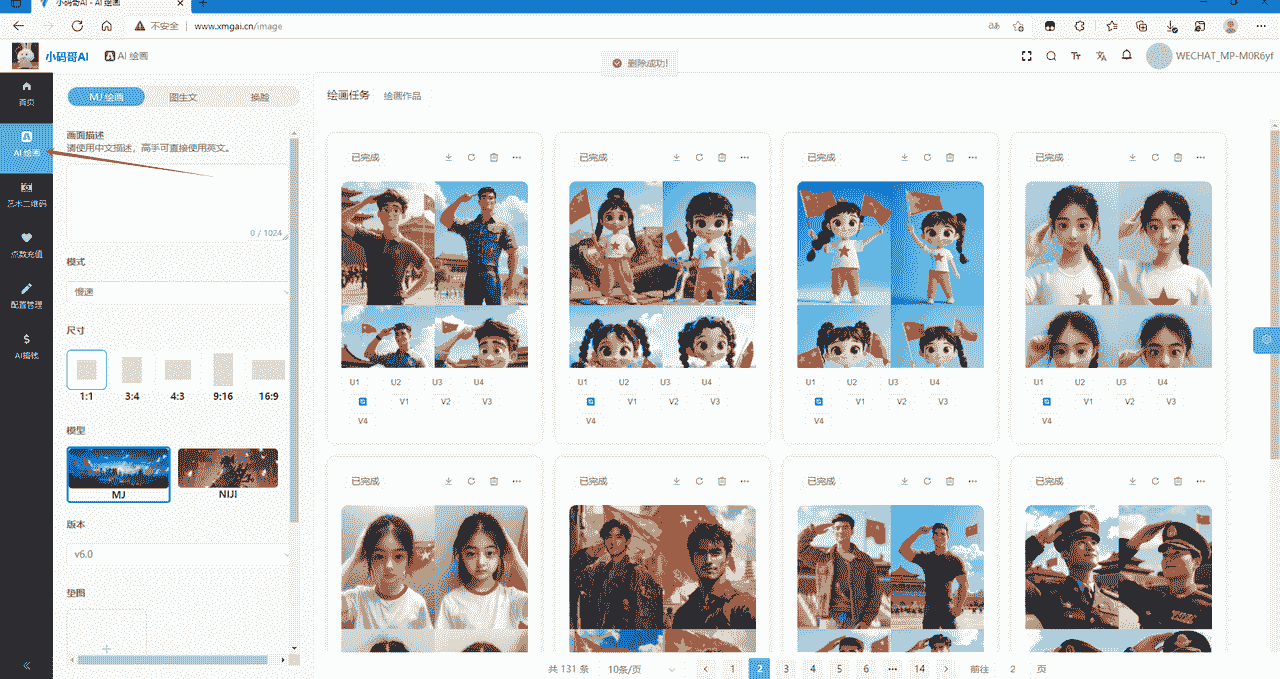 小码哥AI - AI 绘画
不安全
www.xmgai.cn/image
小码哥AI
AI 绘画
删除成功!
WECHAT_MP-M0R6yf
首页
AI 绘画
艺术二维码
点数充值
配置管理
AI搞钱
MJ 绘画
图生文
换脸
画面描述
请使用中文描述,高手可直接使用英文。
0 / 1024
模式
慢速
尺寸
1:1 3:4 4:3 9:16 16:9
模型
MJ NIJI
版本
v6.0
垫图
绘画任务 绘画作品
已完成 已完成 已完成 已完成
U1 U2 U3 U4 U1 U2 U3 U4 U1 U2 U3 U4 U1 U2 U3 U4
V1 V2 V3 V1 V2 V3 V1 V2 V3 V1 V2 V3
V4 V4 V4 V4
已完成 已完成 已完成 已完成
共 131 条 10条/页 1 2 3 4 5 6 14 前往 2 页